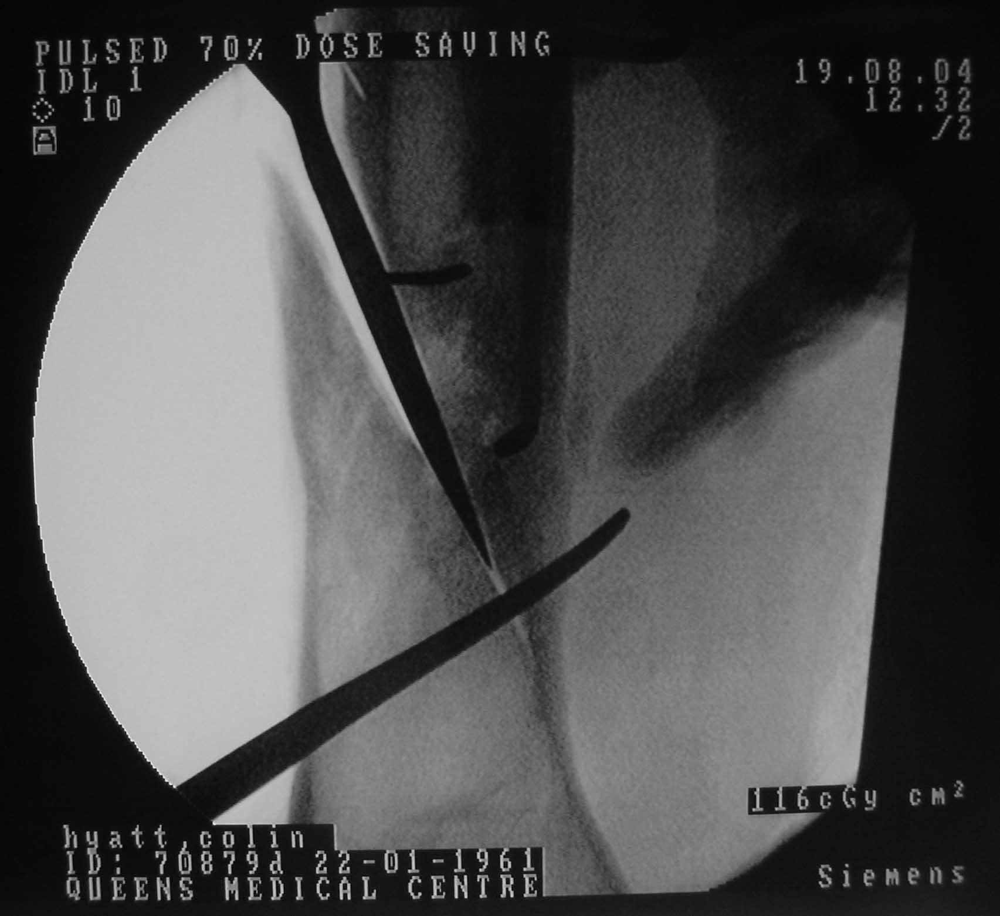 PULSED 70% DOSE SAVING
IDL 1
10
A
19.08.04
12.32
/2
116cGy cm²
hyatt,colin
ID: 70879d 22-01-1961
QUEENS MEDICAL CENTRE
Siemens